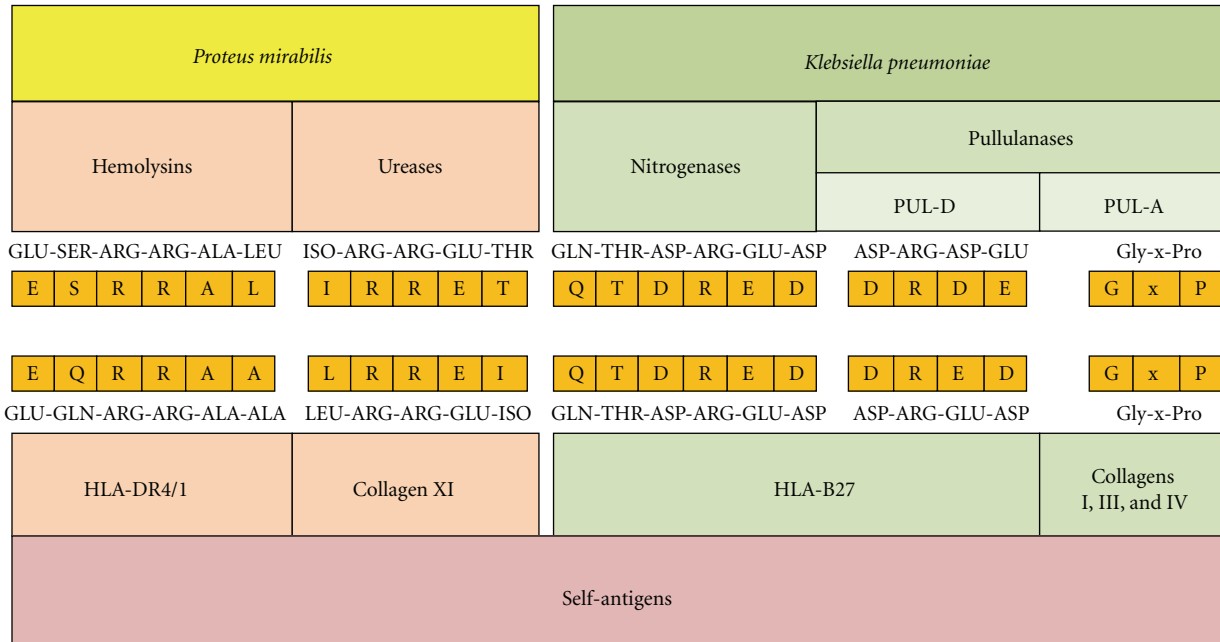 Proteus mirabilis
Klebsiella pneumoniae
Hemolysins
Ureases
Nitrogenases
Pullulanases
PUL-D
PUL-A
GLU-SER-ARG-ARG-ALA-LEU
ISO-ARG-ARG-GLU-THR
GLN-THR-ASP-ARG-GLU-ASP
ASP-ARG-ASP-GLU
Gly-x-Pro
E S R R A L
I R R E T
Q T D R E D
D R D E
G x P
E Q R R A A
L R R E I
Q T D R E D
D R E D
G x P
GLU-GLN-ARG-ARG-ALA-ALA
LEU-ARG-ARG-GLU-ISO
GLN-THR-ASP-ARG-GLU-ASP
ASP-ARG-GLU-ASP
Gly-x-Pro
HLA-DR4/1
Collagen XI
HLA-B27
Collagens
I, III, and IV
Self-antigens